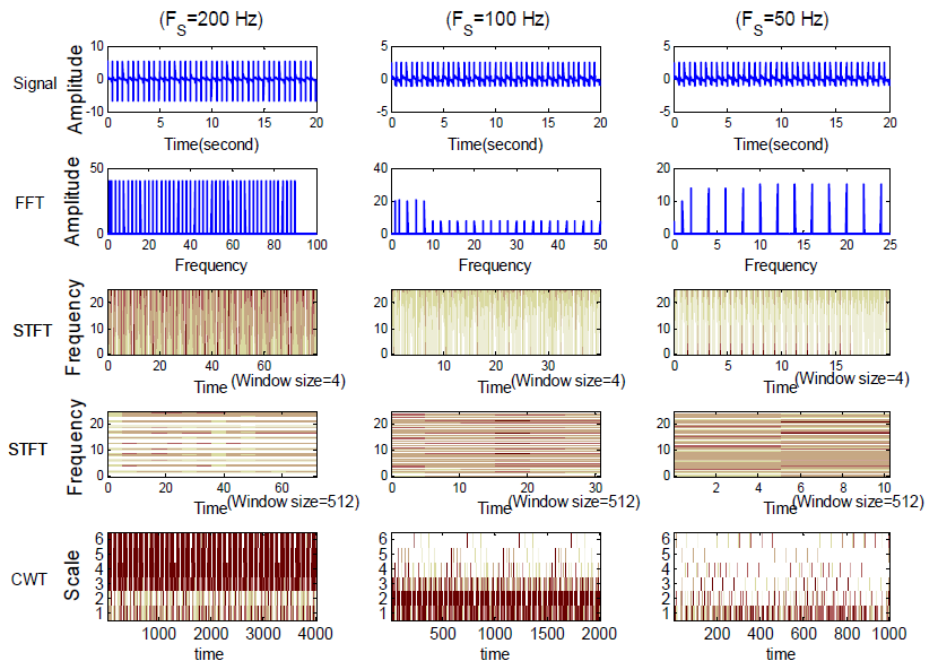 (F_S=200 Hz) (F_S=100 Hz) (F_S=50 Hz)
Signal
Amplitude
10
0
-10
0 5 10 15 20
Time(second)
5
0
-5
0 5 10 15 20
Time(second)
5
0
-5
0 5 10 15 20
Time(second)
FFT
Amplitude
50
0
0 20 40 60 80 100
Frequency
40
20
0
0 10 20 30 40 50
Frequency
20
10
0
0 5 10 15 20 25
Frequency
STFT
Frequency
20
10
0
20 40 60
Time (Window size=4)
20
10
0
10 20 30
Time (Window size=4)
20
10
0
5 10 15
Time (Window size=4)
STFT
Frequency
20
10
0
0 20 40 60
Time (Window size=512)
20
10
0
0 10 20 30
Time (Window size=512)
20
10
0
2 4 6 8 10
Time (Window size=512)
CWT
Scale
6
5
4
3
2
1
1000 2000 3000 4000
time
6
5
4
3
2
1
500 1000 1500 2000
time
6
5
4
3
2
1
200 400 600 800 1000
time